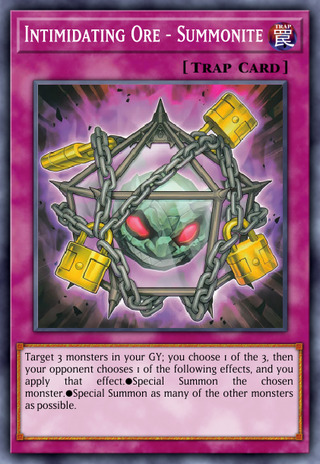 Intimidating Ore - Summonite
TRAP
罠
[TRAP CARD]
Target 3 monsters in your GY; you choose 1 of the 3, then
your opponent chooses 1 of the following effects, and you
apply that effect.●Special Summon the chosen
monster.●Special Summon as many of the other monsters
as possible.